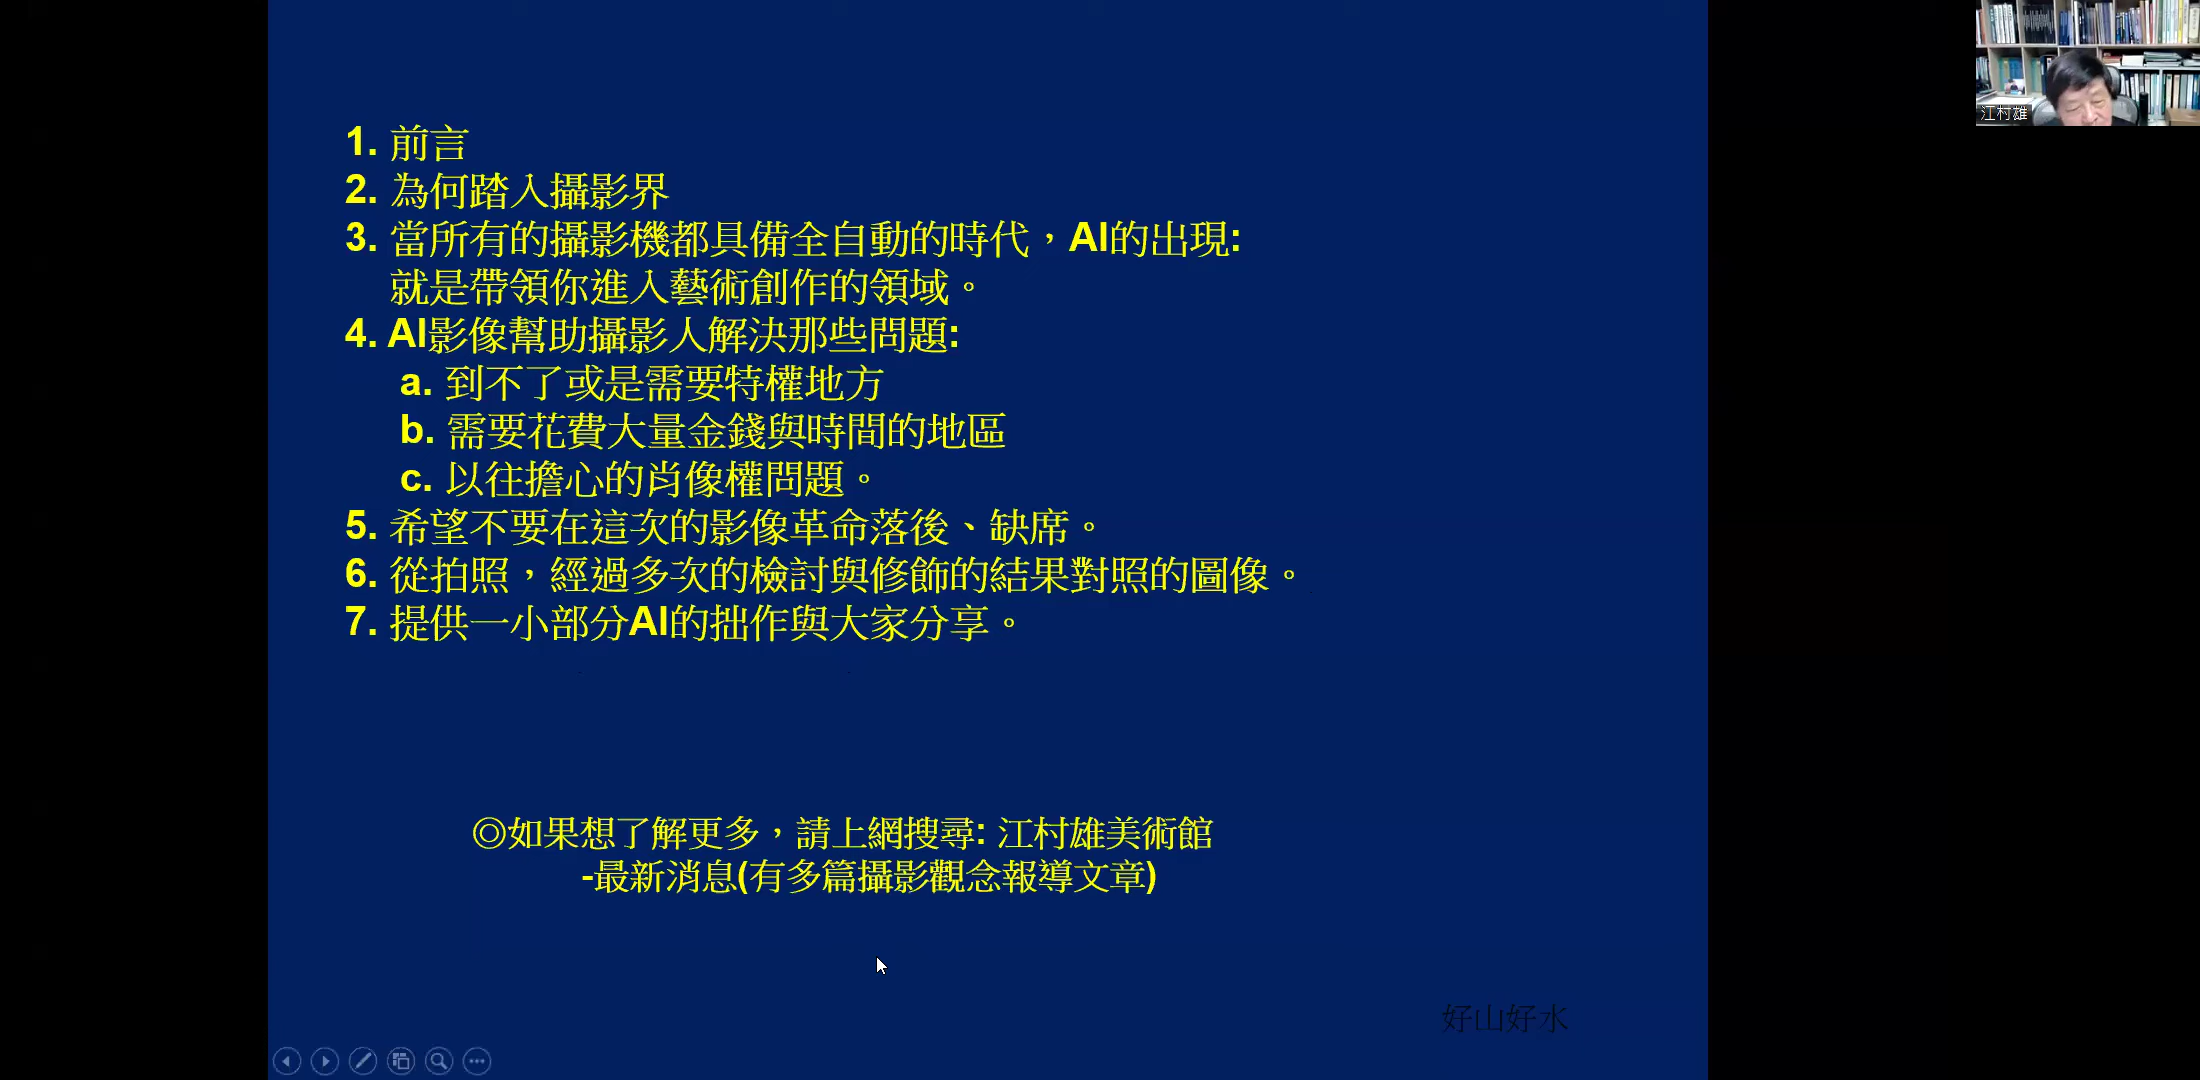 1. 前言
2. 為何踏入攝影界
3. 當所有的攝影機都具備全自動的時代，AI的出現:
就是帶領你進入藝術創作的領域。
4. AI影像幫助攝影人解決那些問題:
a. 到不了或是需要特權地方
b. 需要花費大量金錢與時間的地區
c. 以往擔心的肖像權問題。
5. 希望不要在這次的影像革命落後、缺席。
6. 從拍照，經過多次的檢討與修飾的結果對照的圖像。
7. 提供一小部分AI的拙作與大家分享。
◎如果想了解更多，請上網搜尋: 江村雄美術館
-最新消息(有多篇攝影觀念報導文章)
好山好水
江村雄